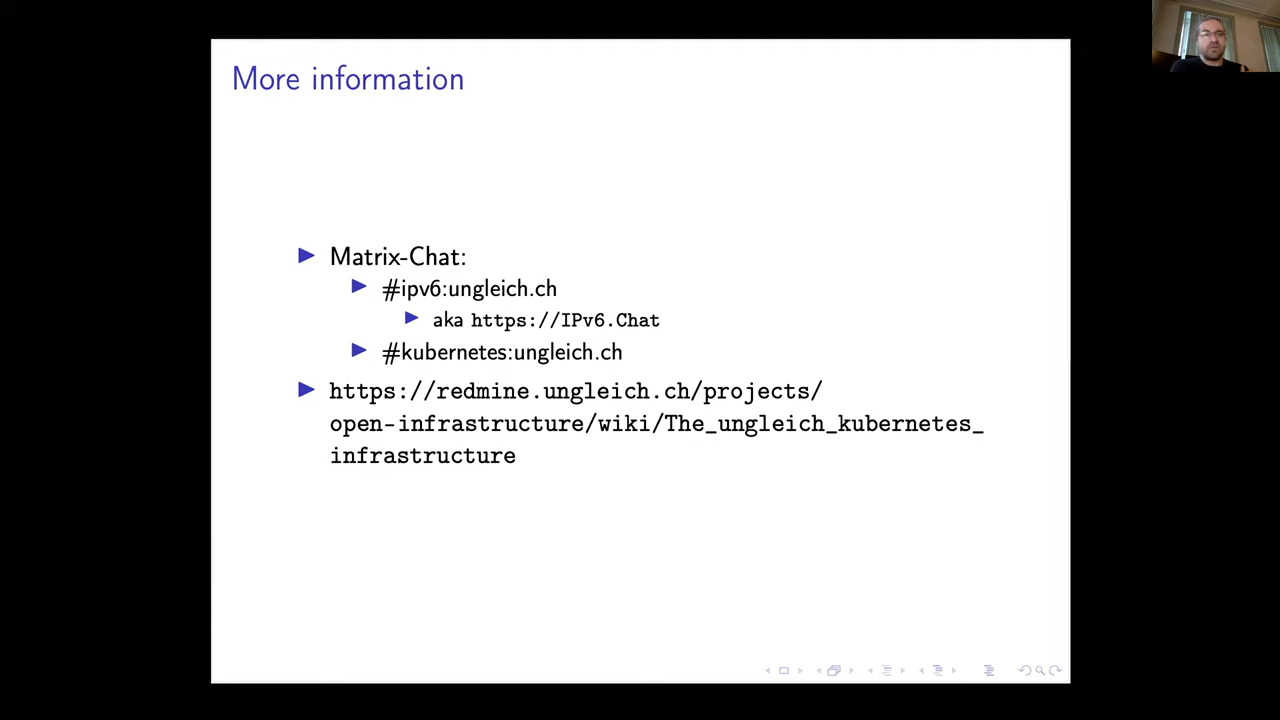 More information
Matrix-Chat:
#ipv6:ungleich.ch
aka https://IPv6.Chat
#kubernetes:ungleich.ch
https://redmine.ungleich.ch/projects/
open-infrastructure/wiki/The_ungleich_kubernetes_
infrastructure